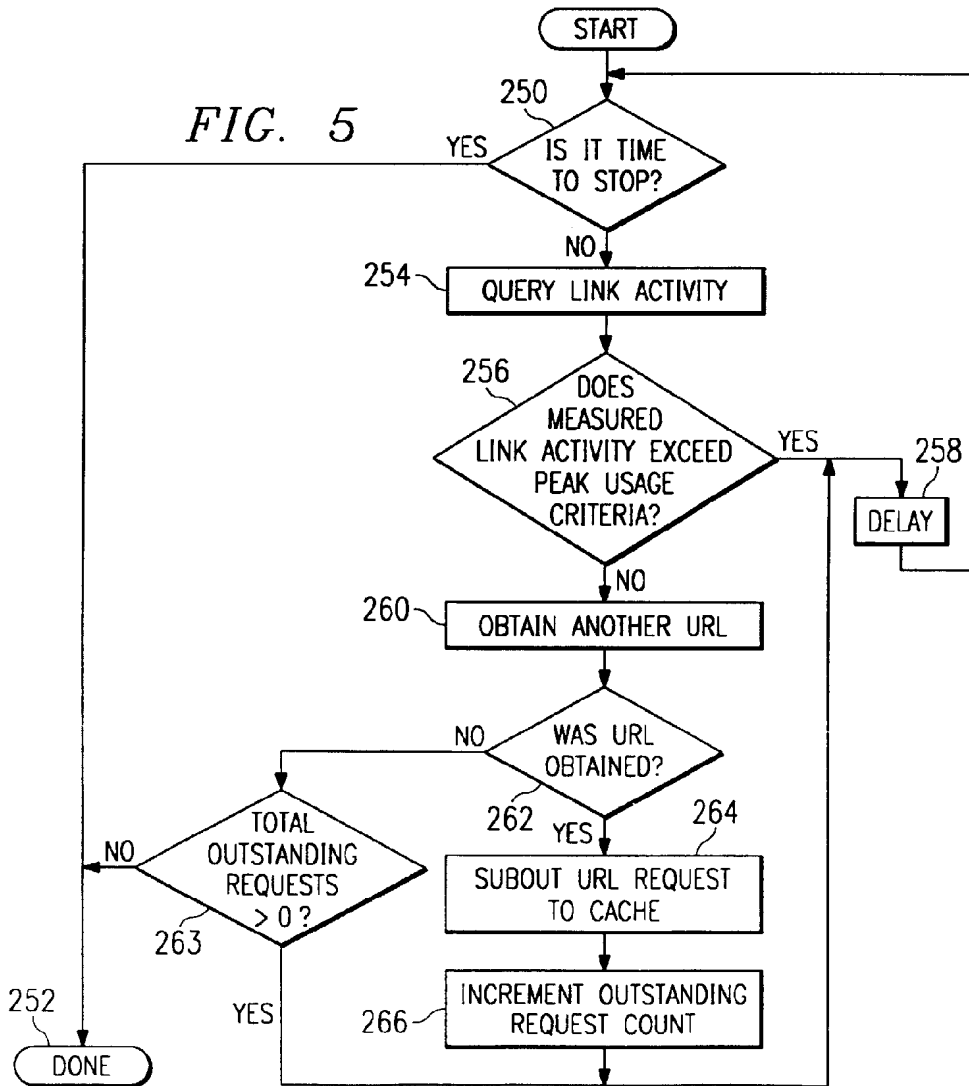 START
250
FIG. 5
YES
IS IT TIME
TO STOP?
NO
254
QUERY LINK ACTIVITY
256
DOES
MEASURED
LINK ACTIVITY EXCEED
PEAK USAGE
CRITERIA?
YES
258
DELAY
NO
260
OBTAIN ANOTHER URL
NO
WAS URL
OBTAINED?
262
YES
264
TOTAL
OUTSTANDING
REQUESTS
> 0 ?
NO
263
SUBOUT URL REQUEST
TO CACHE
252
YES
266
INCREMENT OUTSTANDING
REQUEST COUNT
DONE